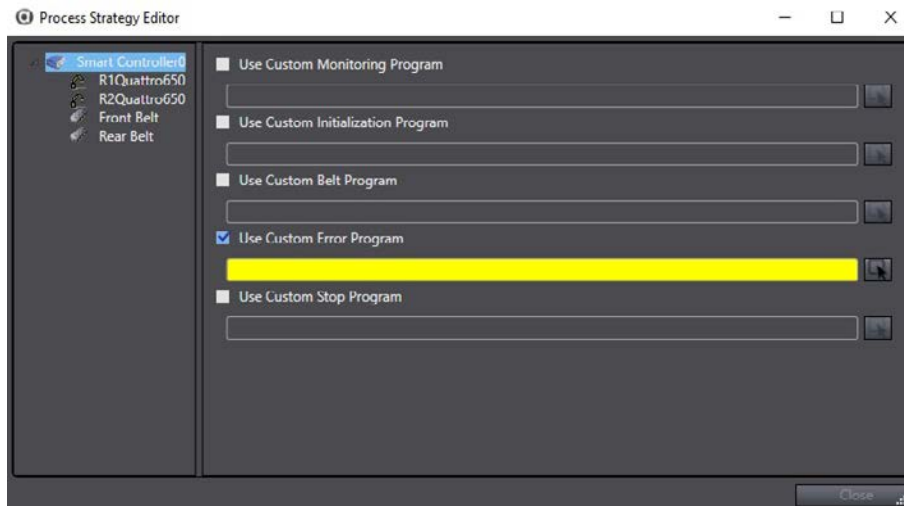 Process Strategy Editor
Smart Controller0
R1Quattro650
R2Quattro650
Front Belt
Rear Belt
Use Custom Monitoring Program
Use Custom Initialization Program
Use Custom Belt Program
Use Custom Error Program
Use Custom Stop Program
Close